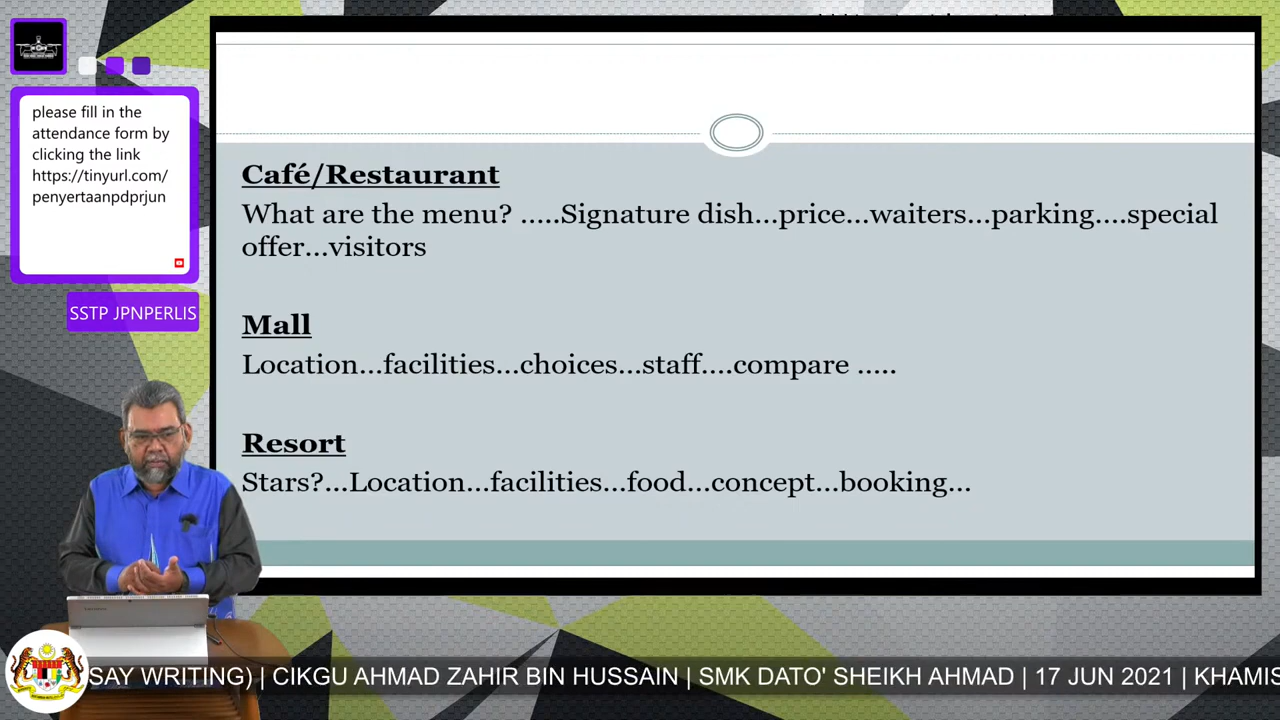 please fill in the
attendance form by
clicking the link
https://tinyurl.com/
penyertaanpdprjun
SSTP JPNPERLIS
Café/Restaurant
What are the menu? .....Signature dish...price...waiters...parking....special
offer...visitors
Mall
Location...facilities...choices...staff....compare .....
Resort
Stars?...Location...facilities...food...concept...booking...
SAY WRITING) | CIKGU AHMAD ZAHIR BIN HUSSAIN | SMK DATO' SHEIKH AHMAD | 17 JUN 2021 | KHAMIS